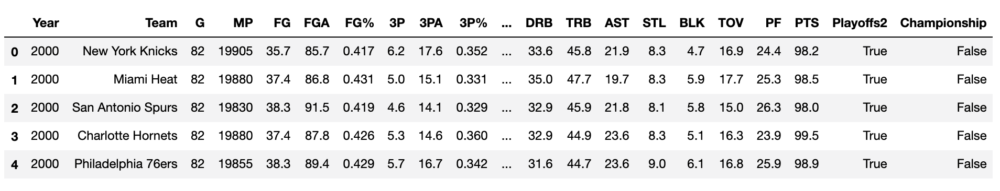 Year Team G MP FG FGA FG% 3P 3PA 3P% ... DRB TRB AST STL BLK TOV PF PTS Playoffs2 Championship
0 2000 New York Knicks 82 19905 35.7 85.7 0.417 6.2 17.6 0.352 ... 33.6 45.8 21.9 8.3 4.7 16.9 24.4 98.2 True False
1 2000 Miami Heat 82 19880 37.4 86.8 0.431 5.0 15.1 0.331 ... 35.0 47.7 19.7 8.3 5.9 17.7 25.3 98.5 True False
2 2000 San Antonio Spurs 82 19830 38.3 91.5 0.419 4.6 14.1 0.329 ... 32.9 45.9 21.8 8.1 5.8 15.0 26.3 98.0 True False
3 2000 Charlotte Hornets 82 19880 37.4 87.8 0.426 5.3 14.6 0.360 ... 32.9 44.9 23.6 8.3 5.1 16.3 23.9 99.5 True False
4 2000 Philadelphia 76ers 82 19855 38.3 89.4 0.429 5.7 16.7 0.342 ... 31.6 44.7 23.6 9.0 6.1 16.8 25.9 98.9 True False